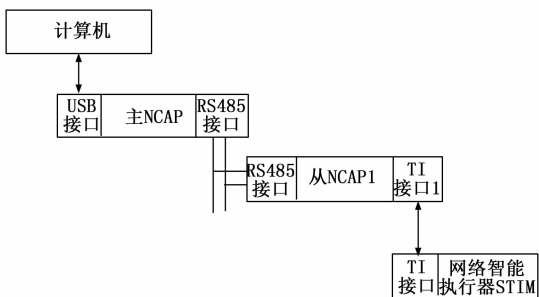 计算机
USB 主NCAP RS485
接口 接口
RS485 从NCAP1 TI
接口 接口1
TI 网络智能
接口 执行器STIM